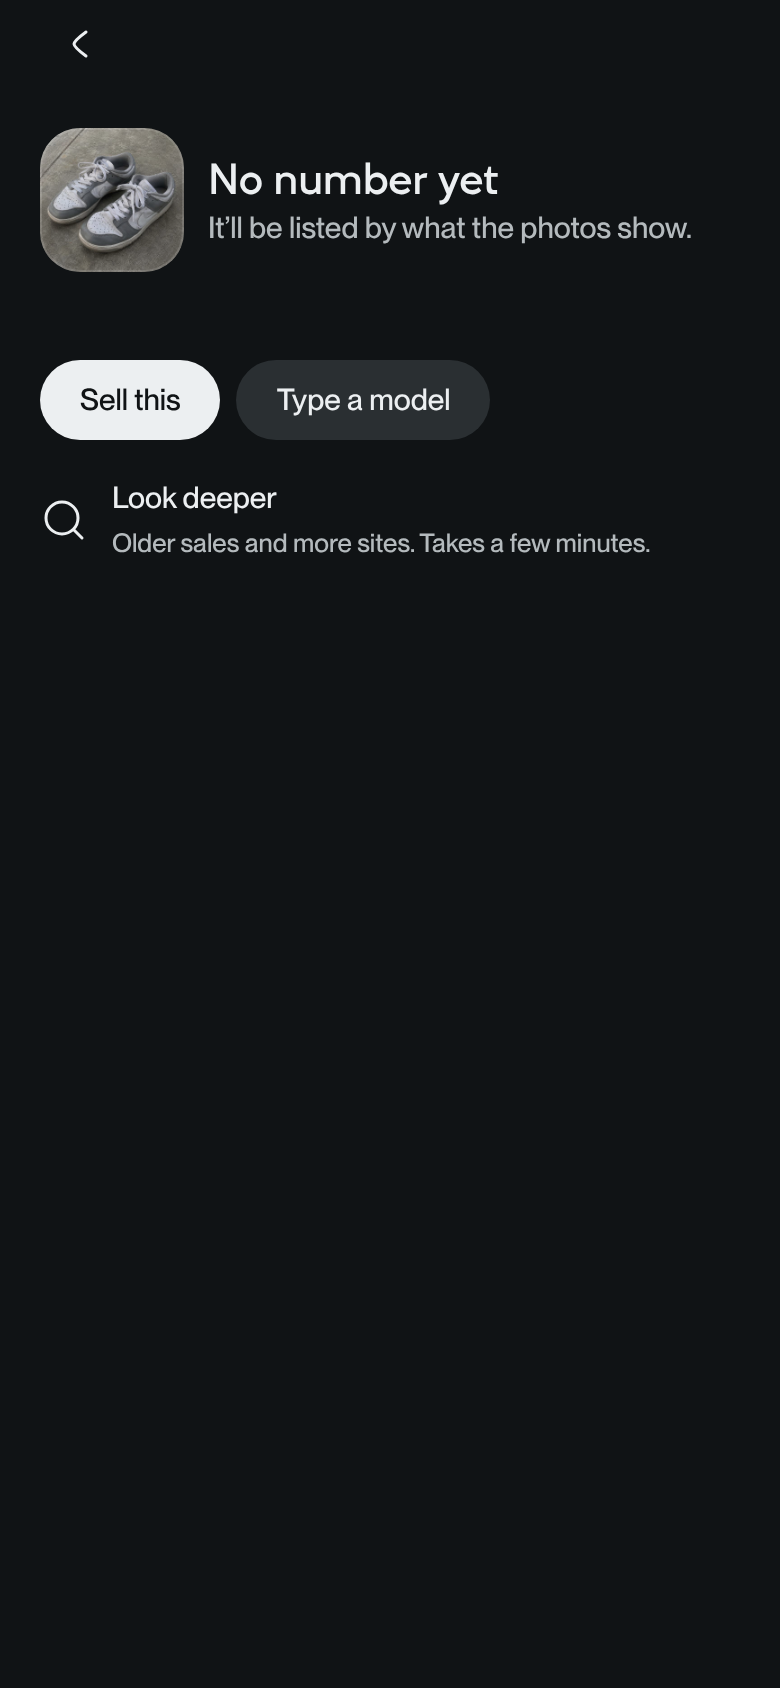 No number yet
It’ll be listed by what the photos show.
Sell this
Type a model
Look deeper
Older sales and more sites. Takes a few minutes.